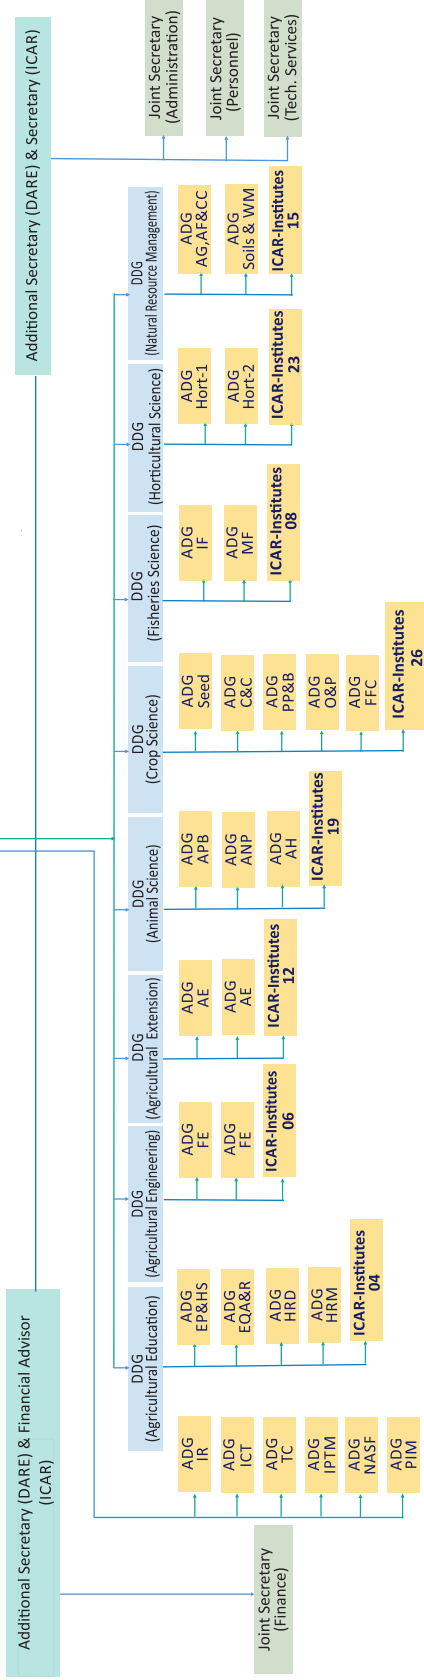 Additional Secretary (DARE) & Financial Advisor
(ICAR)
Additional Secretary (DARE) & Secretary (ICAR)
Joint Secretary
(Finance)
ADG
IR
ADG
ICT
ADG
TC
ADG
IPTM
ADG
NASF
ADG
PIM
DDG
(Agricultural Education)
ADG
EP&HS
ADG
EQA&R
ADG
HRD
ADG
HRM
ICAR-Institutes
04
DDG
(Agricultural Engineering)
ADG
FE
ADG
FE
ICAR-Institutes
06
DDG
(Agricultural Extension)
ADG
AE
ADG
AE
ICAR-Institutes
12
DDG
(Animal Science)
ADG
APB
ADG
ANP
ADG
AH
ICAR-Institutes
19
DDG
(Crop Science)
ADG
Seed
ADG
C&C
ADG
PP&B
ADG
O&P
ADG
FFC
ICAR-Institutes
26
DDG
(Fisheries Science)
ADG
IF
ADG
MF
ICAR-Institutes
08
DDG
(Horticultural Science)
ADG
Hort-1
ADG
Hort-2
ICAR-Institutes
23
DDG
(Natural Resource Management)
ADG
AG,AF&CC
ADG
Soils & WM
ICAR-Institutes
15
Joint Secretary
(Administration)
Joint Secretary
(Personnel)
Joint Secretary
(Tech. Services)